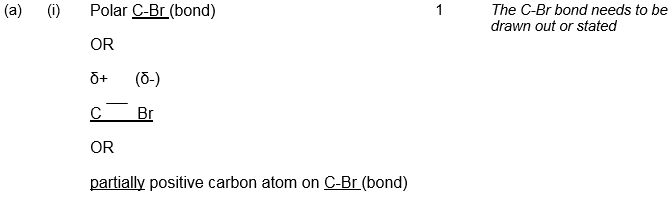 (a) (i) Polar C-Br (bond) 1 The C-Br bond needs to be
drawn out or stated
OR
δ+ (δ-)
C — Br
OR
partially positive carbon atom on C-Br (bond)